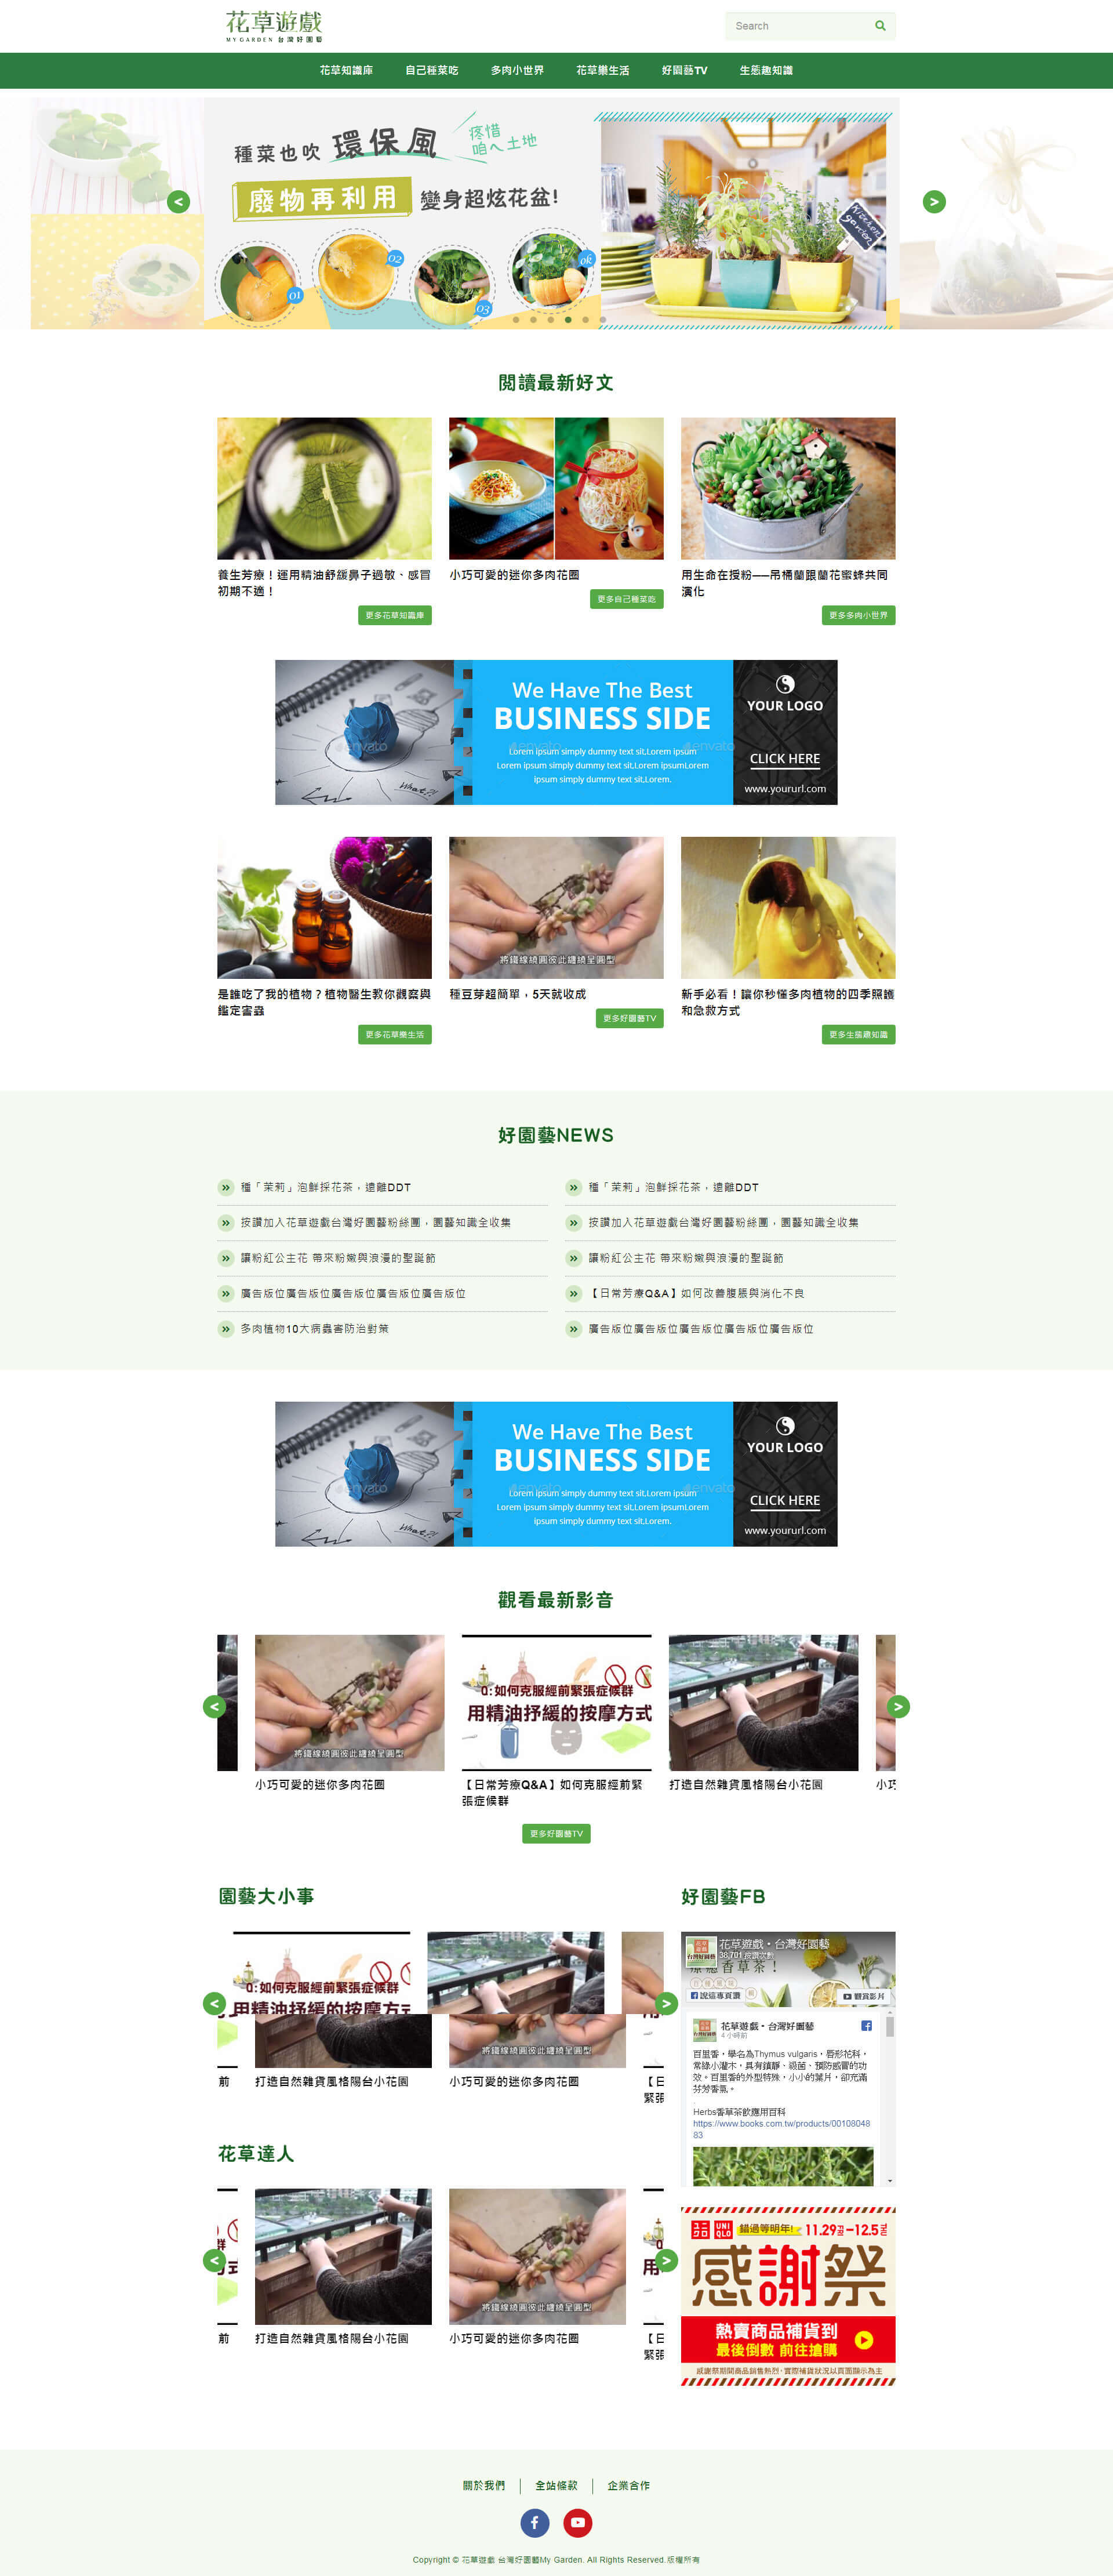 花草遊戲
MY GARDEN 台灣好園藝
Search
花草知識庫
自己種菜吃
多肉小世界
花草樂生活
好園藝TV
生態趣知識
種菜也吹 環保風
疼惜
咱ㄟ土地
廢物再利用 變身超炫花盆!
01
02
03
ok
Kitchen
garden
閱讀最新好文
養生芳療！運用精油舒緩鼻子過敏、感冒
初期不適！
更多花草知識庫
小巧可愛的迷你多肉花圈
更多自己種菜吃
用生命在授粉──吊桶蘭跟蘭花蜜蜂共同
演化
更多多肉小世界
What?!
We Have The Best
BUSINESS SIDE
envato
Lorem ipsum simply dummy text sit,Lorem ipsum
Lorem ipsum simply dummy text sit,Lorem ipsumLorem
ipsum simply dummy text sit,Lorem.
YOUR LOGO
envato
CLICK HERE
www.yoururl.com
將鐵線繞圓彼此纏繞呈圓型
是誰吃了我的植物？植物醫生教你觀察與
鑑定害蟲
更多花草樂生活
種豆芽超簡單，5天就收成
更多好園藝TV
新手必看！讓你秒懂多肉植物的四季照護
和急救方式
更多生態趣知識
好園藝NEWS
種「茉莉」泡鮮採花茶，遠離DDT
按讚加入花草遊戲台灣好園藝粉絲團，園藝知識全收集
讓粉紅公主花 帶來粉嫩與浪漫的聖誕節
廣告版位廣告版位廣告版位廣告版位廣告版位
多肉植物10大病蟲害防治對策
種「茉莉」泡鮮採花茶，遠離DDT
按讚加入花草遊戲台灣好園藝粉絲團，園藝知識全收集
讓粉紅公主花 帶來粉嫩與浪漫的聖誕節
【日常芳療Q&A】如何改善腹脹與消化不良
廣告版位廣告版位廣告版位廣告版位廣告版位
What?!
We Have The Best
BUSINESS SIDE
envato
Lorem ipsum simply dummy text sit,Lorem ipsum
Lorem ipsum simply dummy text sit,Lorem ipsumLorem
ipsum simply dummy text sit,Lorem.
YOUR LOGO
envato
CLICK HERE
www.yoururl.com
觀看最新影音
將鐵線繞圓彼此纏繞呈圓型
小巧可愛的迷你多肉花圈
Q:如何克服經前緊張症候群
用精油抒緩的按摩方式
【日常芳療Q&A】如何克服經前緊
張症候群
打造自然雜貨風格陽台小花園
小巧
更多好園藝TV
園藝大小事
Q:如何克服經前緊張症候群
用精油抒緩的按摩方式
將鐵線繞圓彼此纏繞呈圓型
前
打造自然雜貨風格陽台小花園
小巧可愛的迷你多肉花圈
【日
緊張
花草達人
將鐵線繞圓彼此纏繞呈圓型
前
打造自然雜貨風格陽台小花園
小巧可愛的迷你多肉花圈
【日
緊張
好園藝FB
花草遊戲・台灣好園藝
香草茶！
說這專頁讚
觀賞影片
花草遊戲・台灣好園藝
4 小時前
百里香，學名為Thymus vulgaris，唇形花科，
常綠小灌木，具有鎮靜、殺菌、預防感冒的功
效。百里香的外型特殊，小小的葉片，卻充滿
芬芳香氣。
Herbs香草茶飲應用百科
https://www.books.com.tw/products/00108048
83
UNI
QLO
錯過等明年!
11.29五－12.5四
感謝祭
熱賣商品補貨到
最後倒數 前往搶購
感謝祭期間商品銷售熱烈，實際補貨狀況以頁面顯示為主
關於我們
全站條款
企業合作
Copyright © 花草遊戲 台灣好園藝My Garden. All Rights Reserved.版權所有